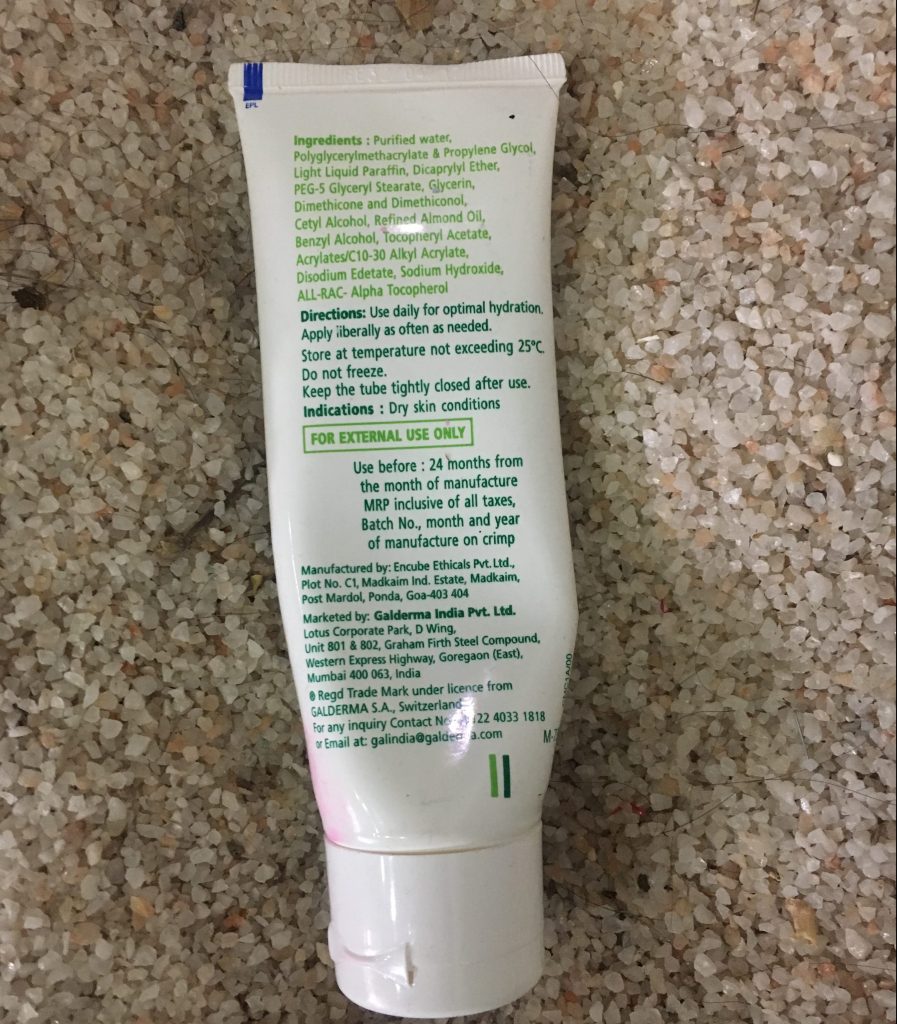 EPL
Ingredients : Purified water,
Polyglycerylmethacrylate & Propylene Glycol,
Light Liquid Paraffin, Dicaprylyl Ether,
PEG-5 Glyceryl Stearate, Glycerin,
Dimethicone and Dimethiconol,
Cetyl Alcohol, Refined Almond Oil,
Benzyl Alcohol, Tocopheryl Acetate,
Acrylates/C10-30 Alkyl Acrylate,
Disodium Edetate, Sodium Hydroxide,
ALL-RAC- Alpha Tocopherol
Directions: Use daily for optimal hydration.
Apply liberally as often as needed.
Store at temperature not exceeding 25°C.
Do not freeze.
Keep the tube tightly closed after use.
Indications : Dry skin conditions
FOR EXTERNAL USE ONLY
Use before : 24 months from
the month of manufacture
MRP inclusive of all taxes,
Batch No., month and year
of manufacture on crimp
Manufactured by: Encube Ethicals Pvt. Ltd.,
Plot No. C1, Madkaim Ind. Estate, Madkaim,
Post Mardol, Ponda, Goa-403 404
Marketed by: Galderma India Pvt. Ltd.
Lotus Corporate Park, D Wing,
Unit 801 & 802, Graham Firth Steel Compound,
Western Express Highway, Goregaon (East),
Mumbai 400 063, India
® Regd Trade Mark under licence from
GALDERMA S.A., Switzerland
For any inquiry Contact 22 4033 1818
or Email at: